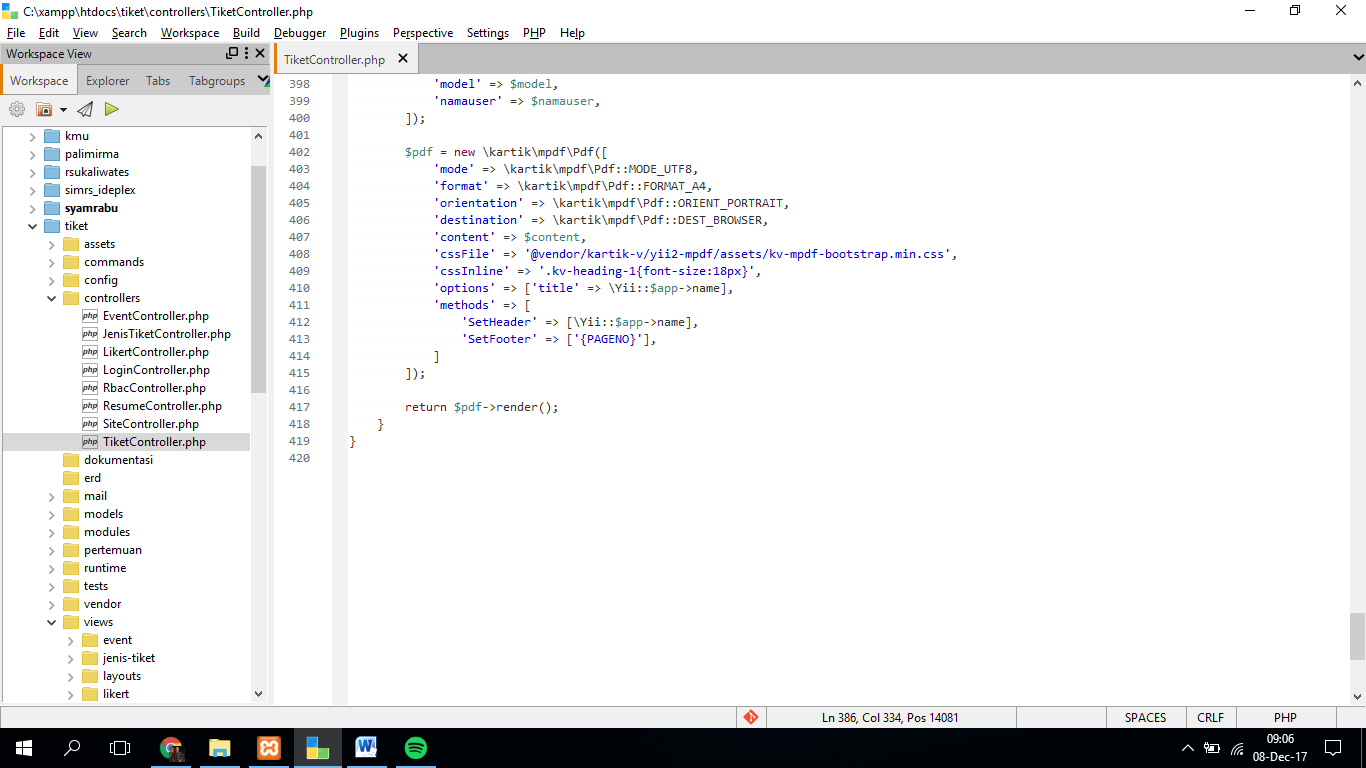 C:\xampp\htdocs\tiket\controllers\TiketController.php
File Edit View Search Workspace Build Debugger Plugins Perspective Settings PHP Help
Workspace View
TiketController.php
Workspace Explorer Tabs Tabgroups
kmu
palimirma
rsukaliwates
simrs_ideplex
syamrabu
tiket
assets
commands
config
controllers
php EventController.php
php JenisTiketController.php
php LikertController.php
php LoginController.php
php RbacController.php
php ResumeController.php
php SiteController.php
php TiketController.php
dokumentasi
erd
mail
models
modules
pertemuan
runtime
tests
vendor
views
event
jenis-tiket
layouts
likert
398 'model' => $model,
399 'namauser' => $namauser,
400 ]);
401
402 $pdf = new \kartik\mpdf\Pdf([
403 'mode' => \kartik\mpdf\Pdf::MODE_UTF8,
404 'format' => \kartik\mpdf\Pdf::FORMAT_A4,
405 'orientation' => \kartik\mpdf\Pdf::ORIENT_PORTRAIT,
406 'destination' => \kartik\mpdf\Pdf::DEST_BROWSER,
407 'content' => $content,
408 'cssFile' => '@vendor/kartik-v/yii2-mpdf/assets/kv-mpdf-bootstrap.min.css',
409 'cssInline' => '.kv-heading-1{font-size:18px}',
410 'options' => ['title' => \Yii::$app->name],
411 'methods' => [
412 'SetHeader' => [\Yii::$app->name],
413 'SetFooter' => ['{PAGENO}'],
414 ]
415 ]);
416
417 return $pdf->render();
418 }
419 }
420
Ln 386, Col 334, Pos 14081 SPACES CRLF PHP
09:06
08-Dec-17